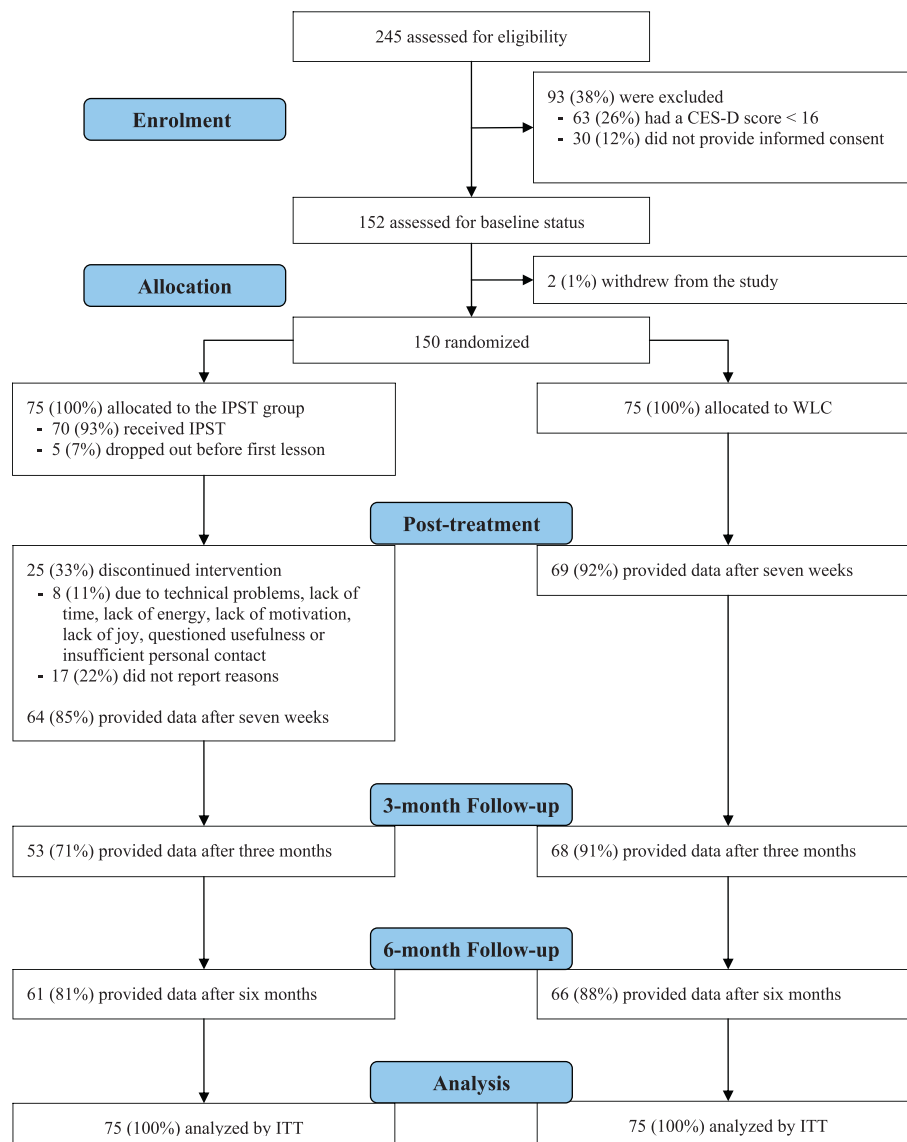 245 assessed for eligibility
Enrolment
93 (38%) were excluded
- 63 (26%) had a CES-D score < 16
- 30 (12%) did not provide informed consent
152 assessed for baseline status
Allocation
2 (1%) withdrew from the study
150 randomized
75 (100%) allocated to the IPST group
- 70 (93%) received IPST
- 5 (7%) dropped out before first lesson
75 (100%) allocated to WLC
Post-treatment
25 (33%) discontinued intervention
- 8 (11%) due to technical problems, lack of
time, lack of energy, lack of motivation,
lack of joy, questioned usefulness or
insufficient personal contact
- 17 (22%) did not report reasons
64 (85%) provided data after seven weeks
69 (92%) provided data after seven weeks
3-month Follow-up
53 (71%) provided data after three months
68 (91%) provided data after three months
6-month Follow-up
61 (81%) provided data after six months
66 (88%) provided data after six months
Analysis
75 (100%) analyzed by ITT
75 (100%) analyzed by ITT